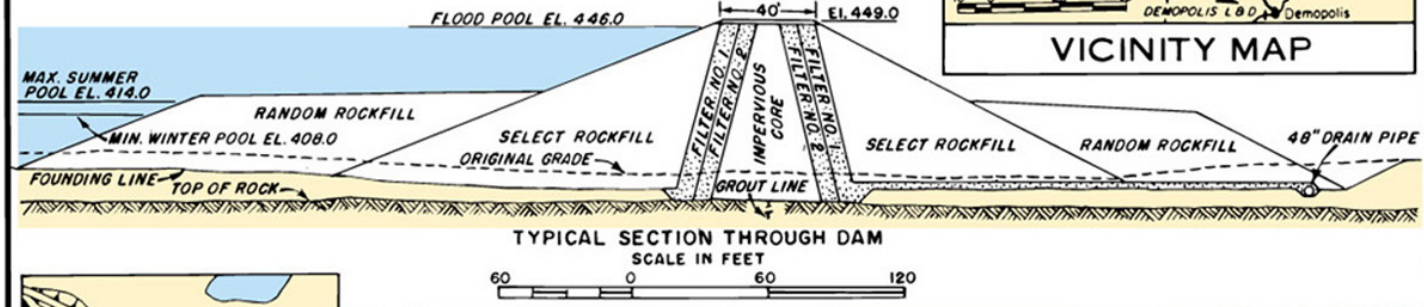 DEMOPOLIS L & D
Demopolis
VICINITY MAP
FLOOD POOL EL. 446.0
40'
El. 449.0
MAX. SUMMER
POOL EL. 414.0
MIN. WINTER POOL EL. 408.0
RANDOM ROCKFILL
SELECT ROCKFILL
ORIGINAL GRADE
FILTER NO. 1
FILTER NO. 2
IMPERVIOUS
CORE
FILTER NO. 1
FILTER NO. 2
SELECT ROCKFILL
RANDOM ROCKFILL
48" DRAIN PIPE
FOUNDING LINE
TOP OF ROCK
GROUT LINE
TYPICAL SECTION THROUGH DAM
SCALE IN FEET
60 0 60 120